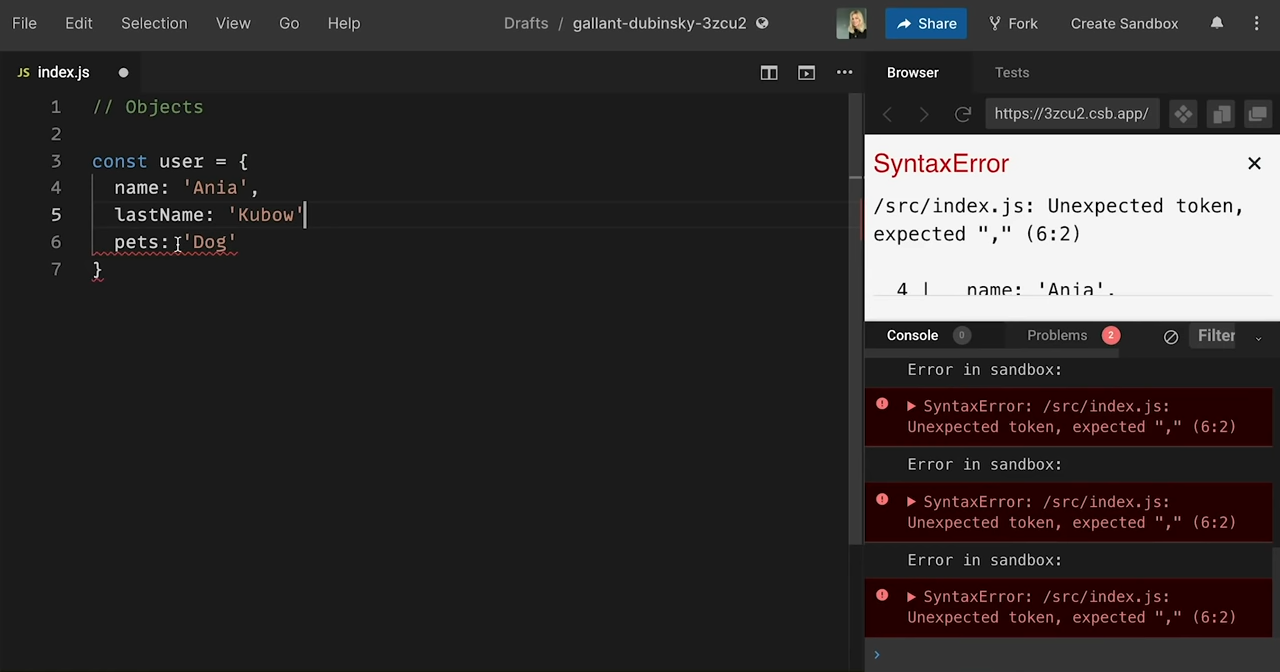 File Edit Selection View Go Help Drafts / gallant-dubinsky-3zcu2 Share Fork Create Sandbox
JS index.js
Browser Tests
https://3zcu2.csb.app/
1 // Objects
2
3 const user = {
4 name: 'Ania',
5 lastName: 'Kubow'
6 pets: 'Dog'
7 }
SyntaxError
/src/index.js: Unexpected token,
expected "," (6:2)
4 | name: 'Ania',
Console 0 Problems 2 Filter
Error in sandbox:
SyntaxError: /src/index.js:
Unexpected token, expected "," (6:2)
Error in sandbox:
SyntaxError: /src/index.js:
Unexpected token, expected "," (6:2)
Error in sandbox:
SyntaxError: /src/index.js:
Unexpected token, expected "," (6:2)